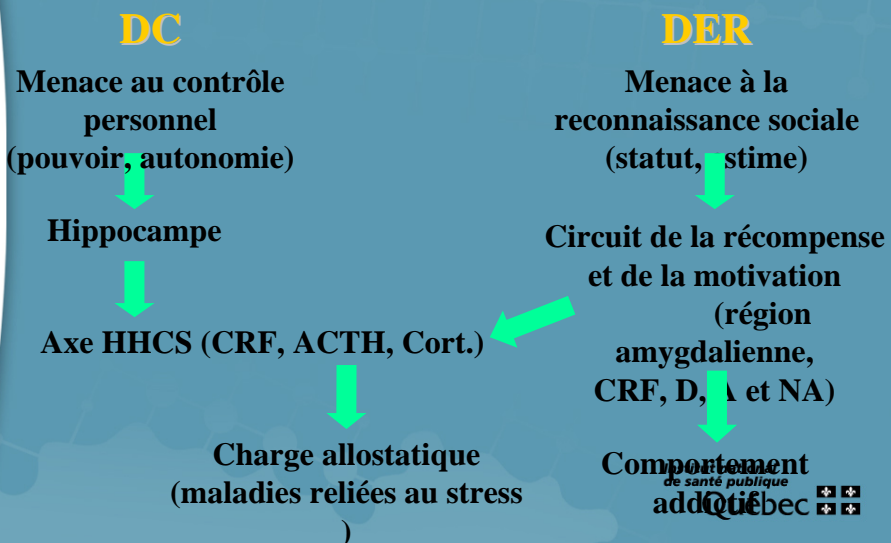 DC
Menace au contrôle
personnel
(pouvoir, autonomie)
Hippocampe
Axe HHCS (CRF, ACTH, Cort.)
Charge allostatique
(maladies reliées au stress
)
DER
Menace à la
reconnaissance sociale
(statut, estime)
Circuit de la récompense
et de la motivation
(région
amygdalienne,
CRF, D, A et NA)
Comportement
addictif
de santé publique
Québec